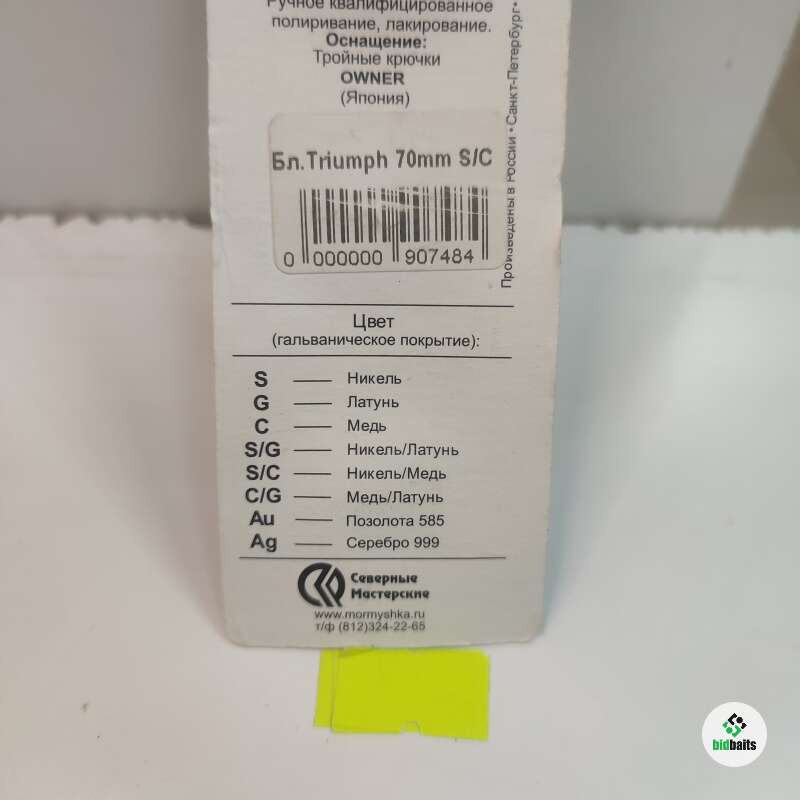 Ручное квалифицированное
полиривание, лакирование.
Оснащение:
Тройные крючки
OWNER
(Япония)
Произведены в России • Санкт-Петербург •
Бл.Triumph 70mm S/C
0 000000 907484
Цвет
(гальваническое покрытие):
S — Никель
G — Латунь
C — Медь
S/G — Никель/Латунь
S/C — Никель/Медь
C/G — Медь/Латунь
Au — Позолота 585
Ag — Серебро 999
Северные
Мастерские
www.mormyshka.ru
т/ф (812)324-22-65
bidbaits